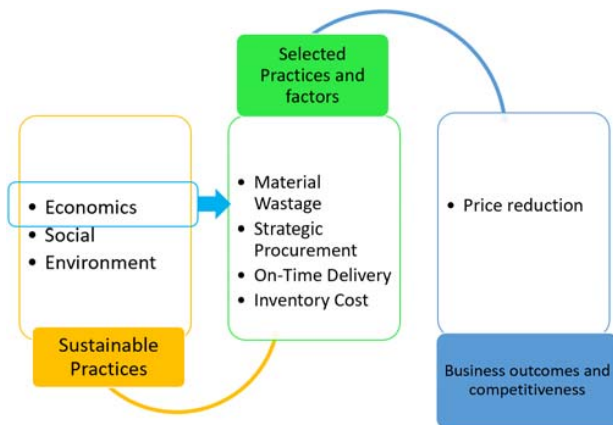 Selected
Practices and
factors
• Economics
• Social
• Environment
Sustainable
Practices
• Material
Wastage
• Strategic
Procurement
• On-Time Delivery
• Inventory Cost
• Price reduction
Business outcomes and
competitiveness